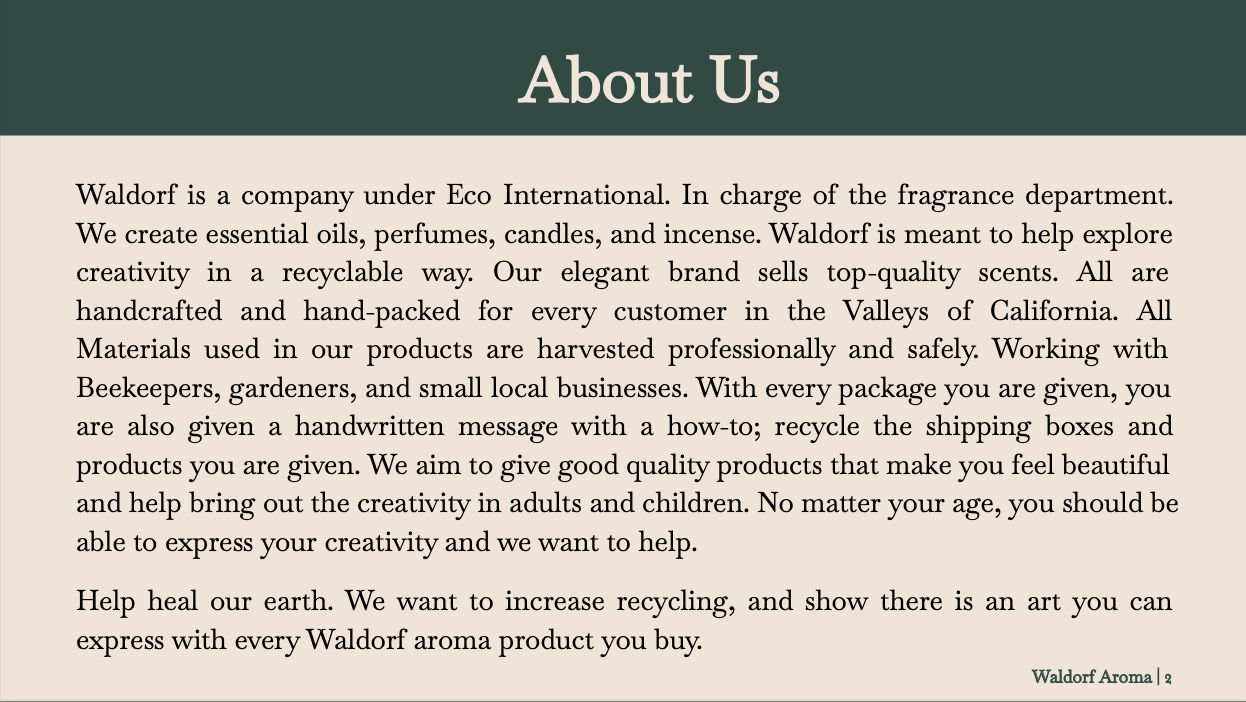 About Us
Waldorf is a company under Eco International. In charge of the fragrance department.
We create essential oils, perfumes, candles, and incense. Waldorf is meant to help explore
creativity in a recyclable way. Our elegant brand sells top-quality scents. All are
handcrafted and hand-packed for every customer in the Valleys of California. All
Materials used in our products are harvested professionally and safely. Working with
Beekeepers, gardeners, and small local businesses. With every package you are given, you
are also given a handwritten message with a how-to; recycle the shipping boxes and
products you are given. We aim to give good quality products that make you feel beautiful
and help bring out the creativity in adults and children. No matter your age, you should be
able to express your creativity and we want to help.
Help heal our earth. We want to increase recycling, and show there is an art you can
express with every Waldorf aroma product you buy.
Waldorf Aroma | 2